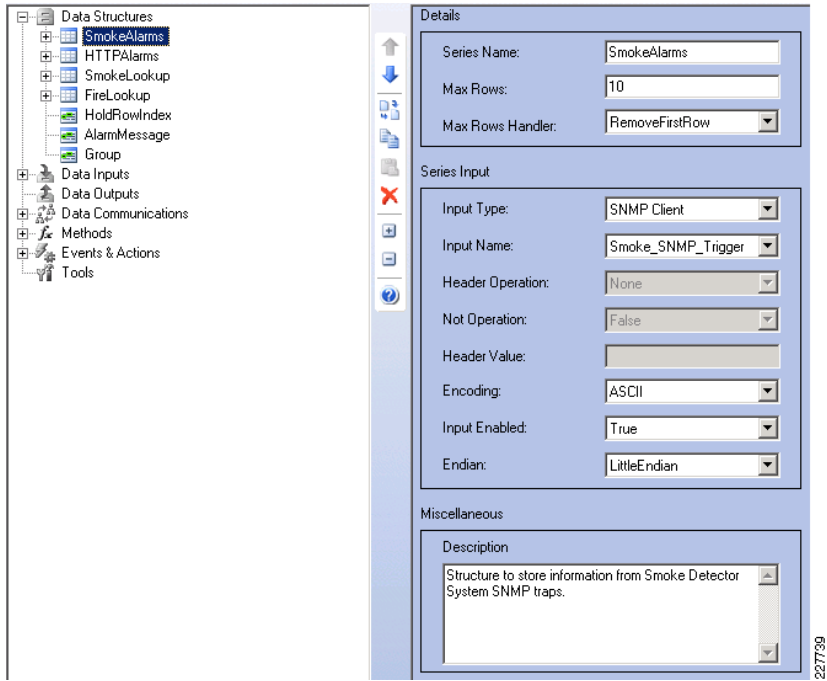 Data Structures
SmokeAlarms
HTTPAlarms
SmokeLookup
FireLookup
HoldRowIndex
AlarmMessage
Group
Data Inputs
Data Outputs
Data Communications
fx Methods
Events & Actions
Tools
Details
Series Name: SmokeAlarms
Max Rows: 10
Max Rows Handler: RemoveFirstRow
Series Input
Input Type: SNMP Client
Input Name: Smoke_SNMP_Trigger
Header Operation: None
Not Operation: False
Header Value:
Encoding: ASCII
Input Enabled: True
Endian: LittleEndian
Miscellaneous
Description
Structure to store information from Smoke Detector
System SNMP traps.
227739